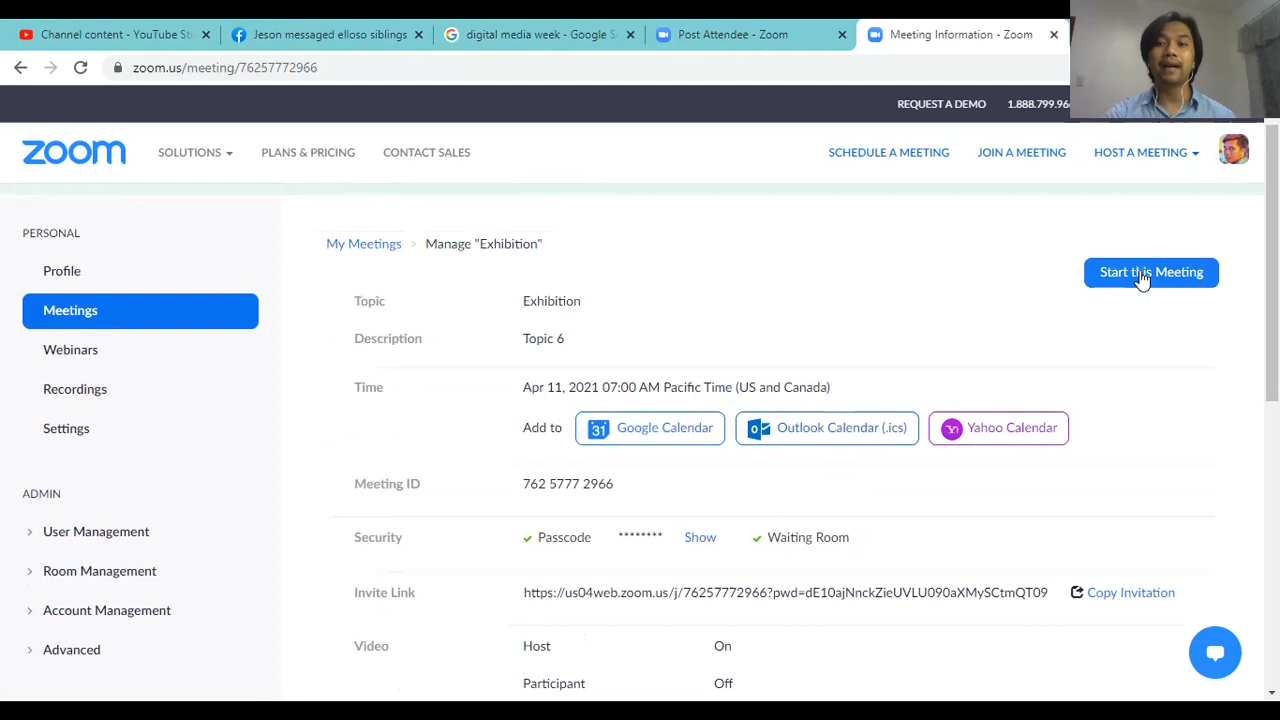 Channel content - YouTube St
Jeson messaged elloso siblings
digital media week - Google S
Post Attendee - Zoom
Meeting Information - Zoom
zoom.us/meeting/76257772966
REQUEST A DEMO
1.888.799.96
zoom
SOLUTIONS
PLANS & PRICING
CONTACT SALES
SCHEDULE A MEETING
JOIN A MEETING
HOST A MEETING
PERSONAL
Profile
Meetings
Webinars
Recordings
Settings
ADMIN
User Management
Room Management
Account Management
Advanced
My Meetings > Manage "Exhibition"
Start this Meeting
Topic Exhibition
Description Topic 6
Time Apr 11, 2021 07:00 AM Pacific Time (US and Canada)
Add to 31 Google Calendar Outlook Calendar (.ics) Yahoo Calendar
Meeting ID 762 5777 2966
Security Passcode ******** Show Waiting Room
Invite Link https://us04web.zoom.us/j/76257772966?pwd=dE10ajNnckZieUVLU090aXMySCtmQT09 Copy Invitation
Video Host On
Participant Off